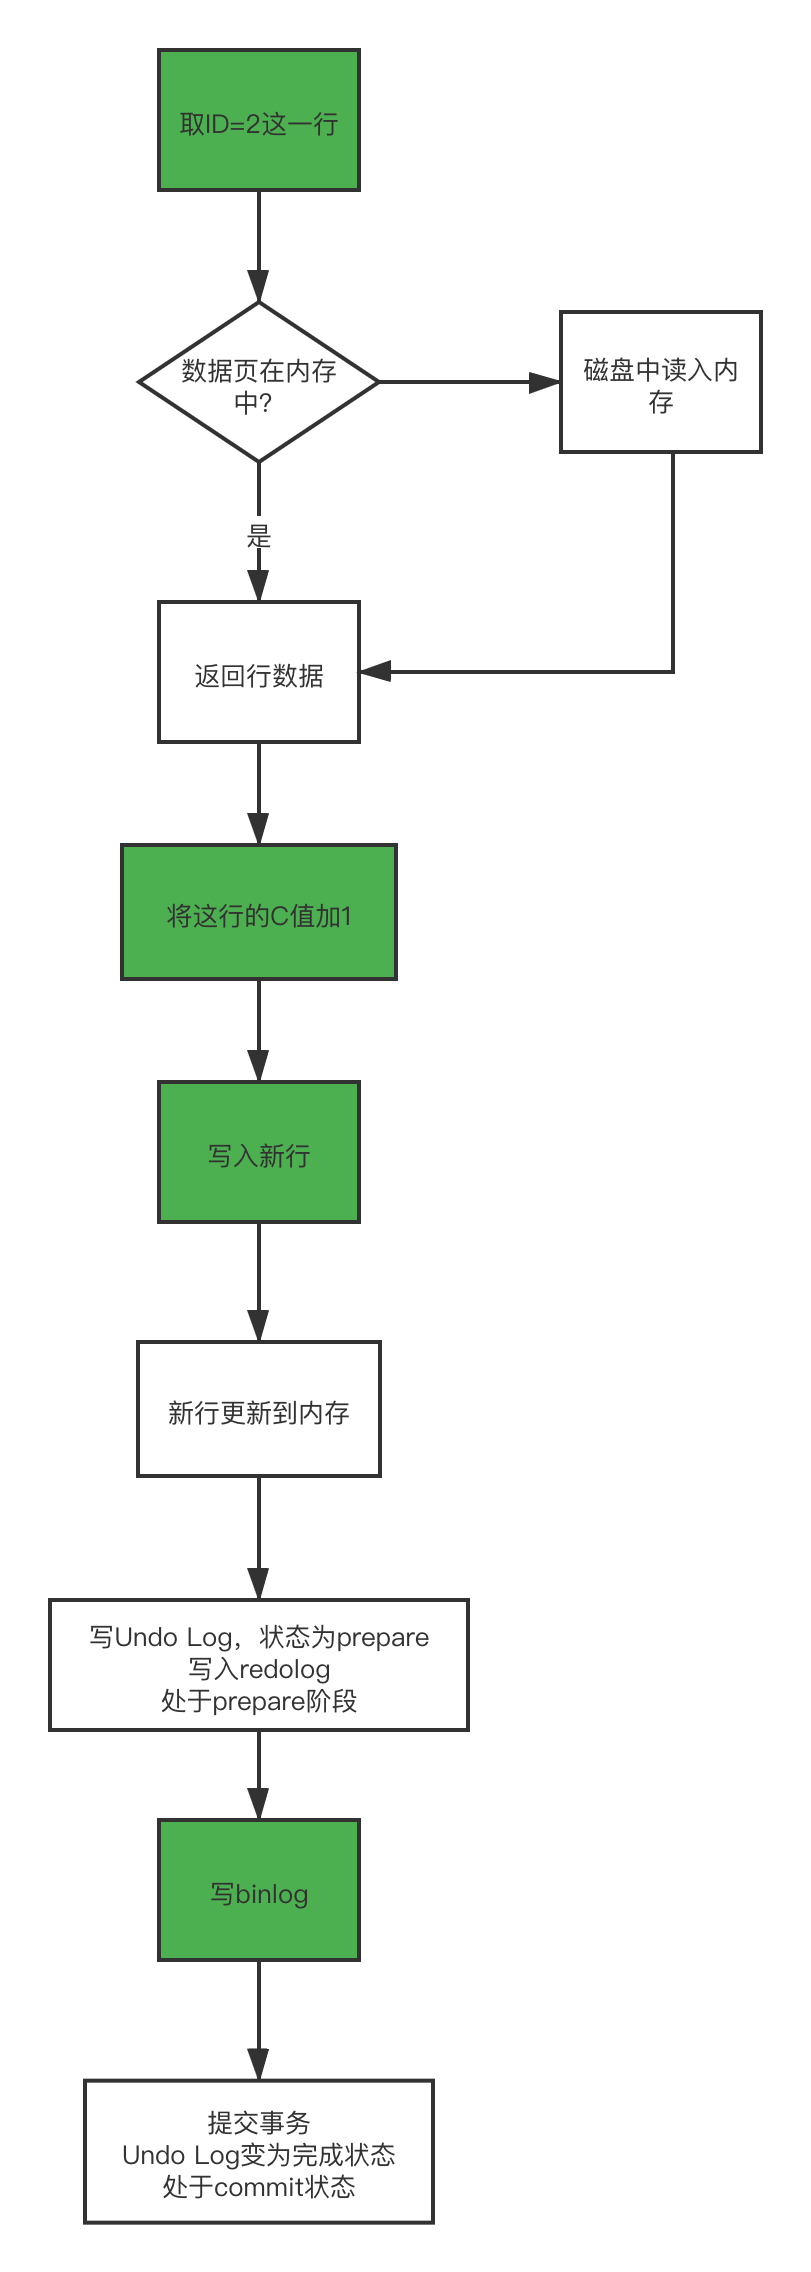 取ID=2这一行
数据页在内存
中?
磁盘中读入内
存
是
返回行数据
将这行的C值加1
写入新行
新行更新到内存
写Undo Log，状态为prepare
写入redolog
处于prepare阶段
写binlog
提交事务
Undo Log变为完成状态
处于commit状态